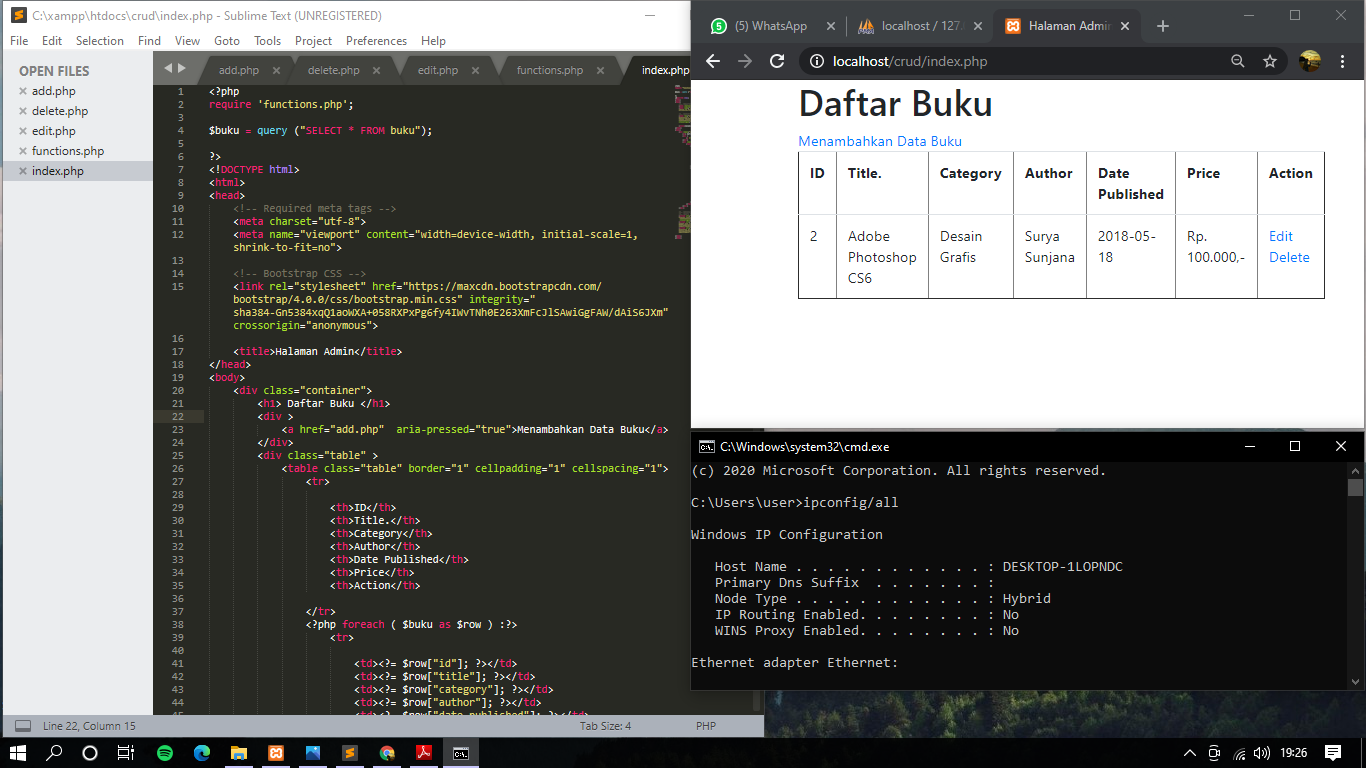 C:\xampp\htdocs\crud\index.php - Sublime Text (UNREGISTERED)
File Edit Selection Find View Goto Tools Project Preferences Help
OPEN FILES
add.php
delete.php
edit.php
functions.php
index.php
add.php delete.php edit.php functions.php index.php
1 <?php
2 require 'functions.php';
3
4 $buku = query ("SELECT * FROM buku");
5
6 ?>
7 <!DOCTYPE html>
8 <html>
9 <head>
10 <!-- Required meta tags -->
11 <meta charset="utf-8">
12 <meta name="viewport" content="width=device-width, initial-scale=1,
shrink-to-fit=no">
13
14 <!-- Bootstrap CSS -->
15 <link rel="stylesheet" href="https://maxcdn.bootstrapcdn.com/
bootstrap/4.0.0/css/bootstrap.min.css" integrity="
sha384-Gn5384xqQ1aoWXA+058RXPxPg6fy4IWvTNh0E263XmFcJlSAwiGgFAW/dAiS6JXm"
crossorigin="anonymous">
16
17 <title>Halaman Admin</title>
18 </head>
19 <body>
20 <div class="container">
21 <h1> Daftar Buku </h1>
22 <div >
23 <a href="add.php"  aria-pressed="true">Menambahkan Data Buku</a>
24 </div>
25 <div class="table" >
26 <table class="table" border="1" cellpadding="1" cellspacing="1">
27 <tr>
28
29 <th>ID</th>
30 <th>Title.</th>
31 <th>Category</th>
32 <th>Author</th>
33 <th>Date Published</th>
34 <th>Price</th>
35 <th>Action</th>
36
37 </tr>
38 <?php foreach ( $buku as $row ) :?>
39 <tr>
40
41 <td><?= $row["id"]; ?></td>
42 <td><?= $row["title"]; ?></td>
43 <td><?= $row["category"]; ?></td>
44 <td><?= $row["author"]; ?></td>
45 <td><?= $row["date_published"]; ?></td>
Line 22, Column 15 Tab Size: 4 PHP
5 (5) WhatsApp localhost / 127. Halaman Admin
localhost/crud/index.php
Daftar Buku
Menambahkan Data Buku
ID Title. Category Author Date Published Price Action
2 Adobe Photoshop CS6 Desain Grafis Surya Sunjana 2018-05-18 Rp. 100.000,- Edit Delete
C:\Windows\system32\cmd.exe
(c) 2020 Microsoft Corporation. All rights reserved.
C:\Users\user>ipconfig/all
Windows IP Configuration
Host Name . . . . . . . . . . . . : DESKTOP-1LOPNDC
Primary Dns Suffix  . . . . . . . :
Node Type . . . . . . . . . . . . : Hybrid
IP Routing Enabled. . . . . . . . : No
WINS Proxy Enabled. . . . . . . . : No
Ethernet adapter Ethernet:
19:26